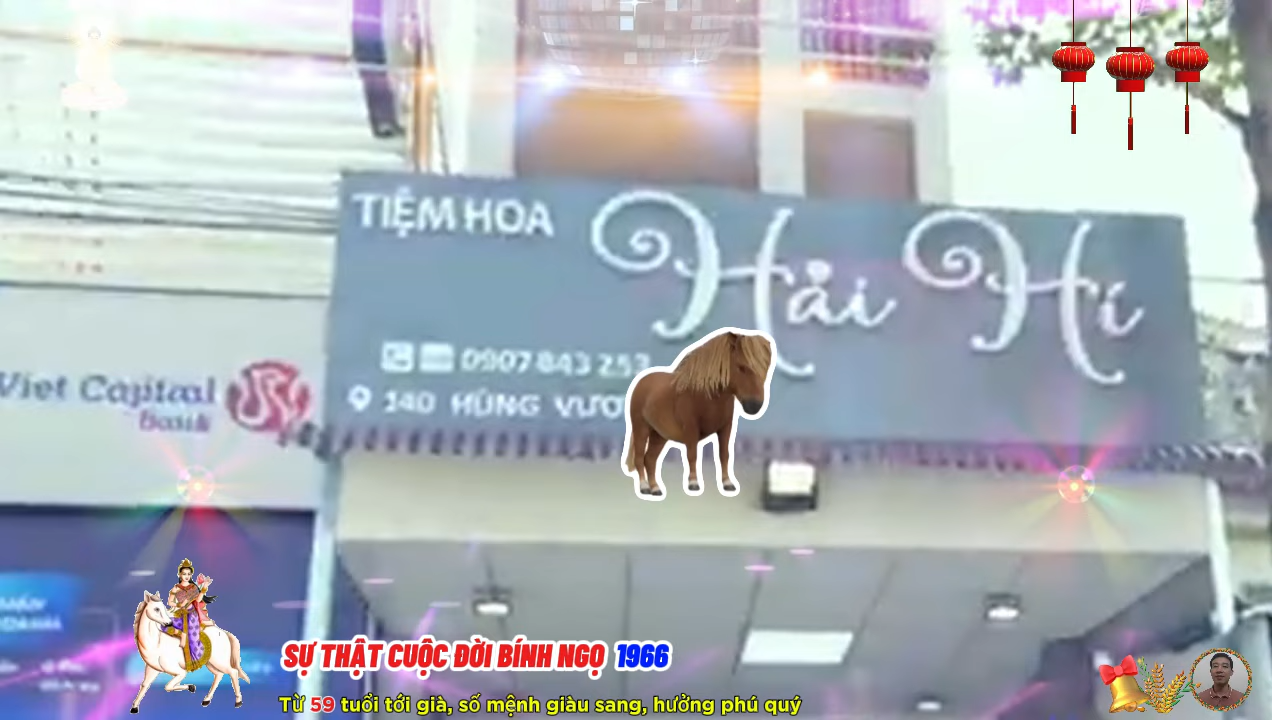 TIỆM HOA
Hải Hí
0907 843 253
140 HÙNG VƯƠ
Viet Capital
Bank
SỰ THẬT CUỘC ĐỜI BÍNH NGỌ 1966
Từ 59 tuổi tới già, số mệnh giàu sang, hưởng phú quý